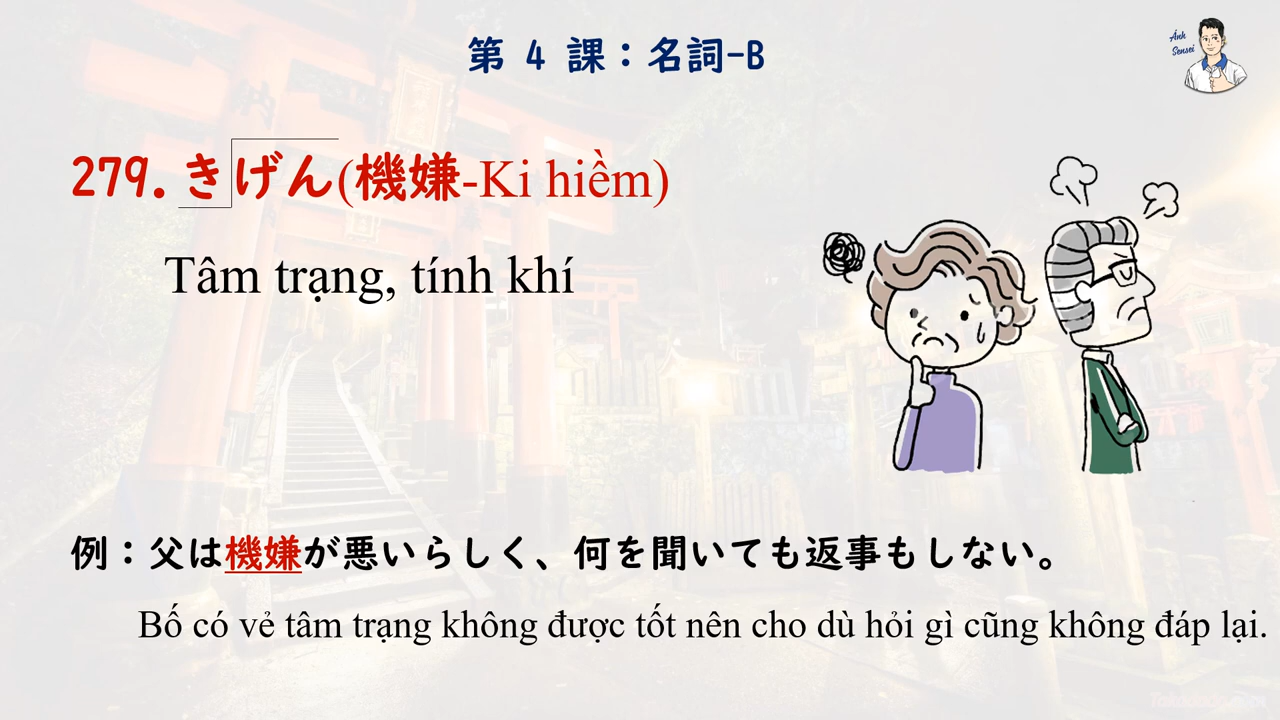 第 4 課：名詞-B
Ánh
Sensei
279. きげん(機嫌-Ki hiềm)
Tâm trạng, tính khí
例：父は機嫌が悪いらしく、何を聞いても返事もしない。
Bố có vẻ tâm trạng không được tốt nên cho dù hỏi gì cũng không đáp lại.